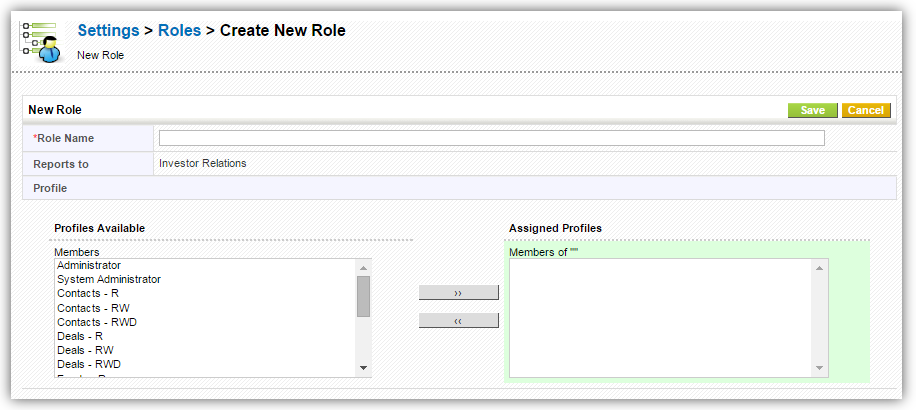 Settings > Roles > Create New Role
New Role
New Role
Save
Cancel
*Role Name
Reports to
Investor Relations
Profile
Profiles Available
Assigned Profiles
Members
Members of ""
Administrator
System Administrator
Contacts - R
Contacts - RW
Contacts - RWD
Deals - R
Deals - RW
Deals - RWD
››
‹‹